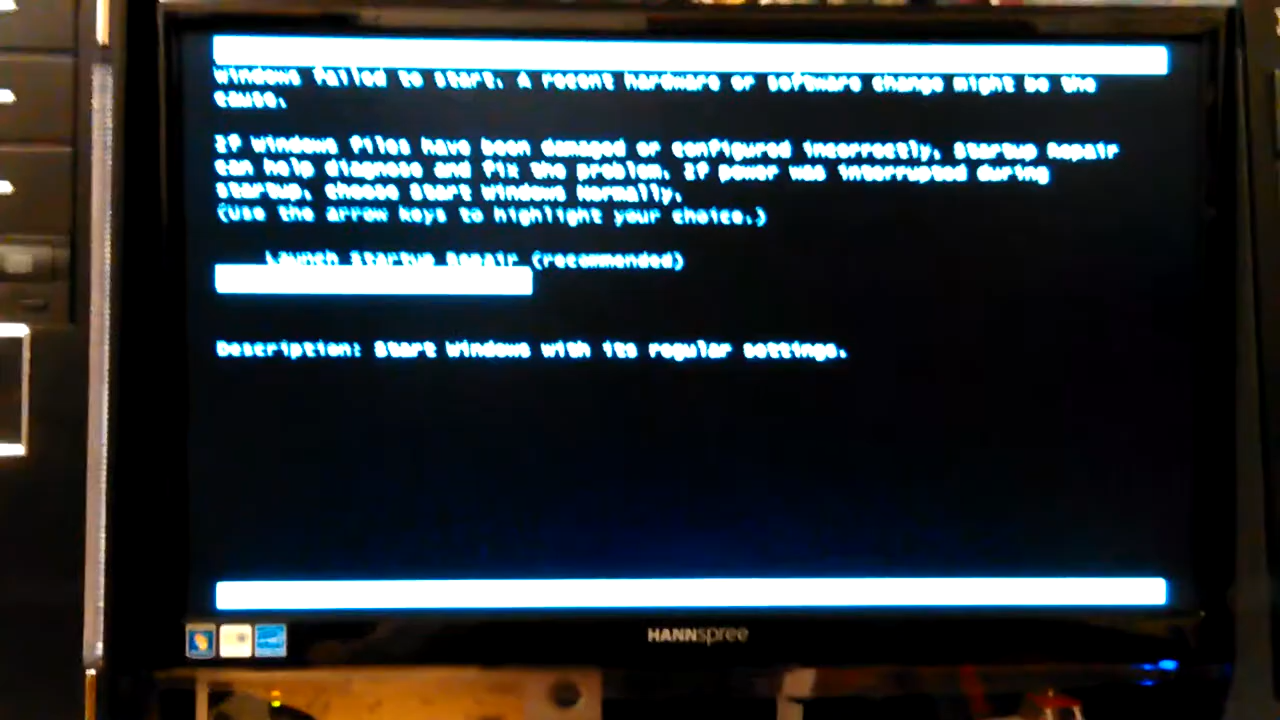 Windows failed to start. A recent hardware or software change might be the
cause.
If Windows files have been damaged or configured incorrectly, Startup Repair
can help diagnose and fix the problem. If power was interrupted during
startup, choose Start Windows Normally.
(Use the arrow keys to highlight your choice.)
Launch Startup Repair (recommended)
Description: Start Windows with its regular settings.
HANNspree